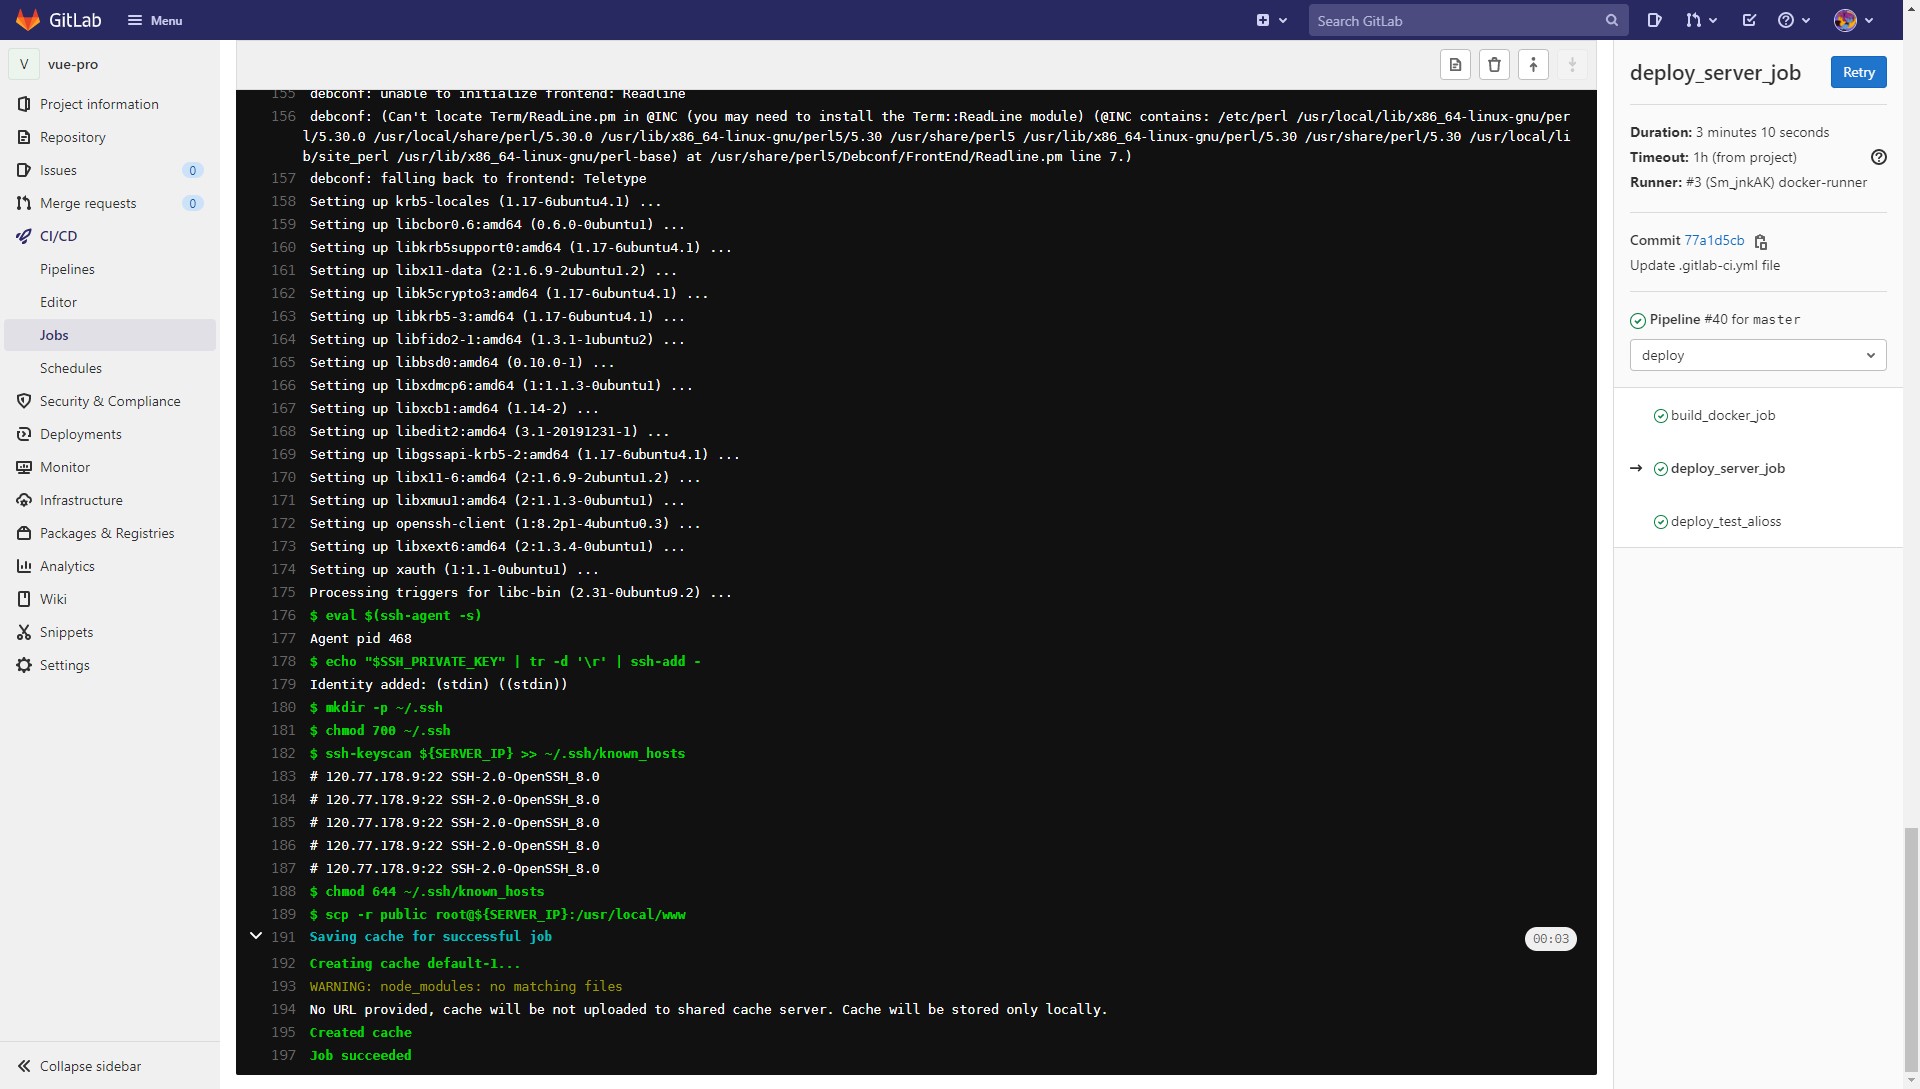 GitLab
Menu
Search GitLab
V
vue-pro
Project information
Repository
Issues
0
Merge requests
0
CI/CD
Pipelines
Editor
Jobs
Schedules
Security & Compliance
Deployments
Monitor
Infrastructure
Packages & Registries
Analytics
Wiki
Snippets
Settings
Collapse sidebar
155 debconf: unable to initialize frontend: Readline
156 debconf: (Can't locate Term/ReadLine.pm in @INC (you may need to install the Term::ReadLine module) (@INC contains: /etc/perl /usr/local/lib/x86_64-linux-gnu/per
l/5.30.0 /usr/local/share/perl/5.30.0 /usr/lib/x86_64-linux-gnu/perl5/5.30 /usr/share/perl5 /usr/lib/x86_64-linux-gnu/perl/5.30 /usr/share/perl/5.30 /usr/local/li
b/site_perl /usr/lib/x86_64-linux-gnu/perl-base) at /usr/share/perl5/Debconf/FrontEnd/Readline.pm line 7.)
157 debconf: falling back to frontend: Teletype
158 Setting up krb5-locales (1.17-6ubuntu4.1) ...
159 Setting up libcbor0.6:amd64 (0.6.0-0ubuntu1) ...
160 Setting up libkrb5support0:amd64 (1.17-6ubuntu4.1) ...
161 Setting up libx11-data (2:1.6.9-2ubuntu1.2) ...
162 Setting up libk5crypto3:amd64 (1.17-6ubuntu4.1) ...
163 Setting up libkrb5-3:amd64 (1.17-6ubuntu4.1) ...
164 Setting up libfido2-1:amd64 (1.3.1-1ubuntu2) ...
165 Setting up libbsd0:amd64 (0.10.0-1) ...
166 Setting up libxdmcp6:amd64 (1:1.1.3-0ubuntu1) ...
167 Setting up libxcb1:amd64 (1.14-2) ...
168 Setting up libedit2:amd64 (3.1-20191231-1) ...
169 Setting up libgssapi-krb5-2:amd64 (1.17-6ubuntu4.1) ...
170 Setting up libx11-6:amd64 (2:1.6.9-2ubuntu1.2) ...
171 Setting up libxmuu1:amd64 (2:1.1.3-0ubuntu1) ...
172 Setting up openssh-client (1:8.2p1-4ubuntu0.3) ...
173 Setting up libxext6:amd64 (2:1.3.4-0ubuntu1) ...
174 Setting up xauth (1:1.1-0ubuntu1) ...
175 Processing triggers for libc-bin (2.31-0ubuntu9.2) ...
176 $ eval $(ssh-agent -s)
177 Agent pid 468
178 $ echo "$SSH_PRIVATE_KEY" | tr -d '\r' | ssh-add -
179 Identity added: (stdin) ((stdin))
180 $ mkdir -p ~/.ssh
181 $ chmod 700 ~/.ssh
182 $ ssh-keyscan ${SERVER_IP} >> ~/.ssh/known_hosts
183 # 120.77.178.9:22 SSH-2.0-OpenSSH_8.0
184 # 120.77.178.9:22 SSH-2.0-OpenSSH_8.0
185 # 120.77.178.9:22 SSH-2.0-OpenSSH_8.0
186 # 120.77.178.9:22 SSH-2.0-OpenSSH_8.0
187 # 120.77.178.9:22 SSH-2.0-OpenSSH_8.0
188 $ chmod 644 ~/.ssh/known_hosts
189 $ scp -r public root@${SERVER_IP}:/usr/local/www
191 Saving cache for successful job
00:03
192 Creating cache default-1...
193 WARNING: node_modules: no matching files
194 No URL provided, cache will be not uploaded to shared cache server. Cache will be stored only locally.
195 Created cache
197 Job succeeded
deploy_server_job
Retry
Duration: 3 minutes 10 seconds
Timeout: 1h (from project)
Runner: #3 (Sm_jnkAK) docker-runner
Commit 77a1d5cb
Update .gitlab-ci.yml file
Pipeline #40 for master
deploy
build_docker_job
deploy_server_job
deploy_test_alioss